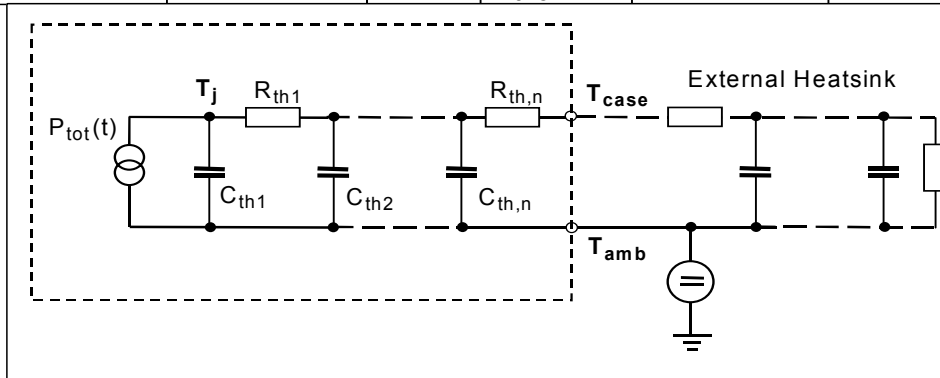 External Heatsink
T_j R_th1 R_th,n T_case
P_tot(t)
C_th1 C_th2 C_th,n
T_amb